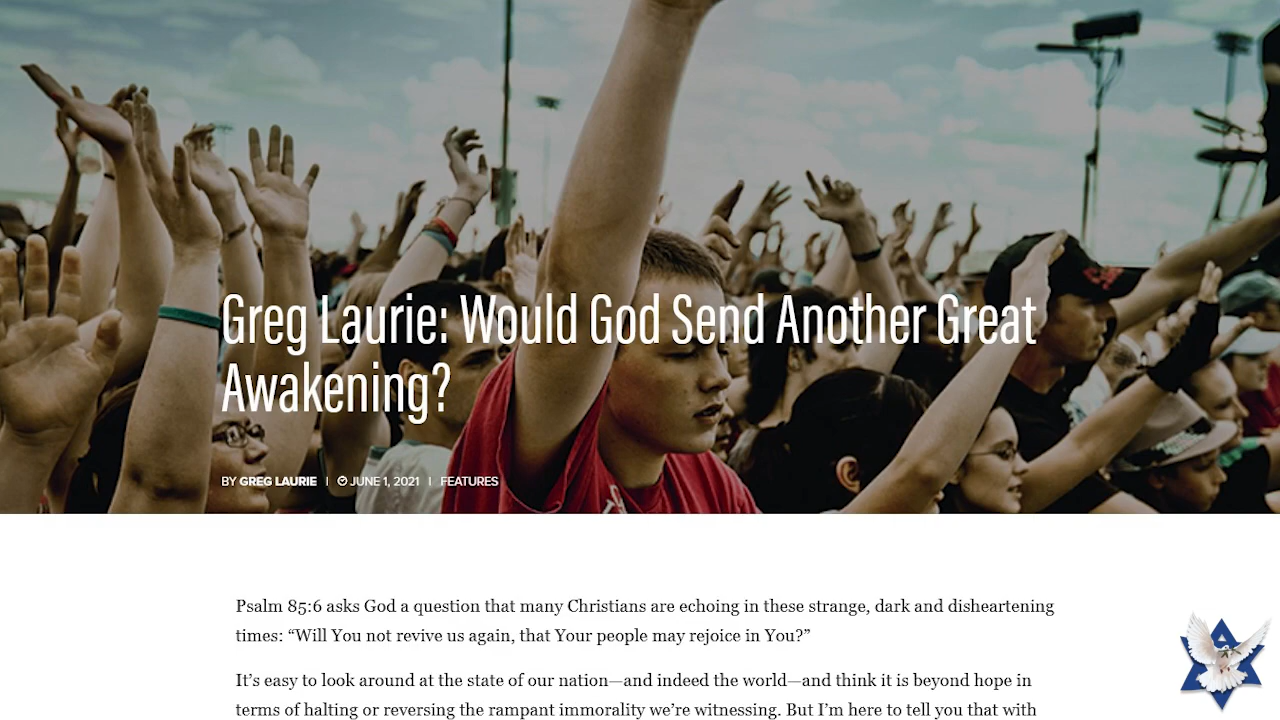 Greg Laurie: Would God Send Another Great
Awakening?
BY GREG LAURIE | JUNE 1, 2021 | FEATURES
Psalm 85:6 asks God a question that many Christians are echoing in these strange, dark and disheartening
times: “Will You not revive us again, that Your people may rejoice in You?”
It’s easy to look around at the state of our nation—and indeed the world—and think it is beyond hope in
terms of halting or reversing the rampant immorality we’re witnessing. But I’m here to tell you that with